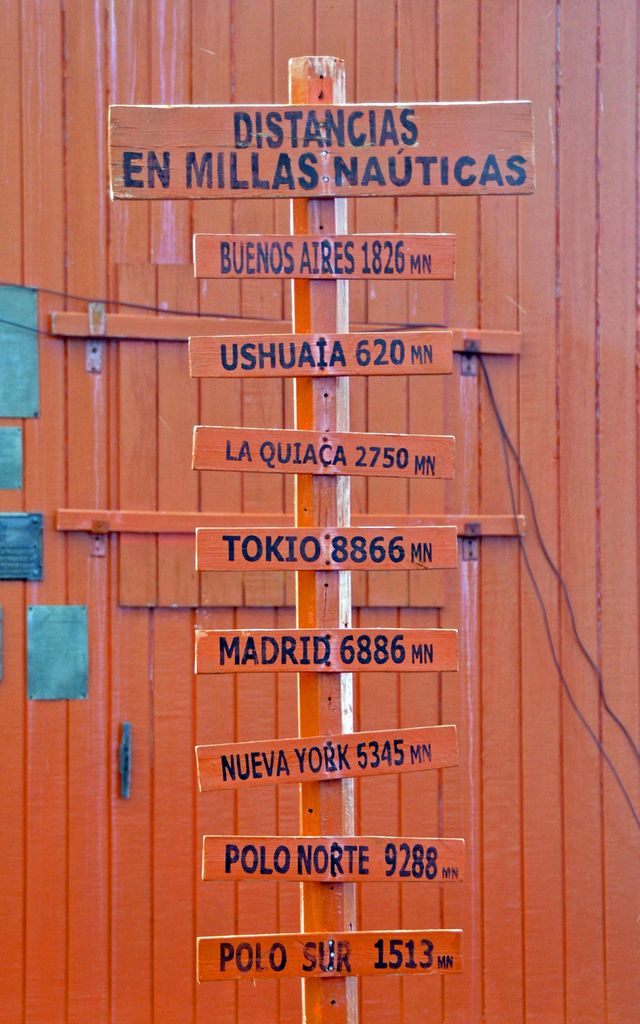 DISTANCIAS
EN MILLAS NAÚTICAS
BUENOS AIRES 1826 MN
USHUAIA 620 MN
LA QUIACA 2750 MN
TOKIO 8866 MN
MADRID 6886 MN
NUEVA YORK 5345 MN
POLO NORTE 9288 MN
POLO SUR 1513 MN